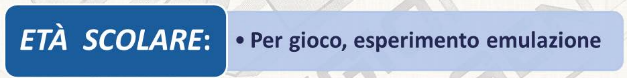 ETÀ SCOLARE: • Per gioco, esperimento emulazione